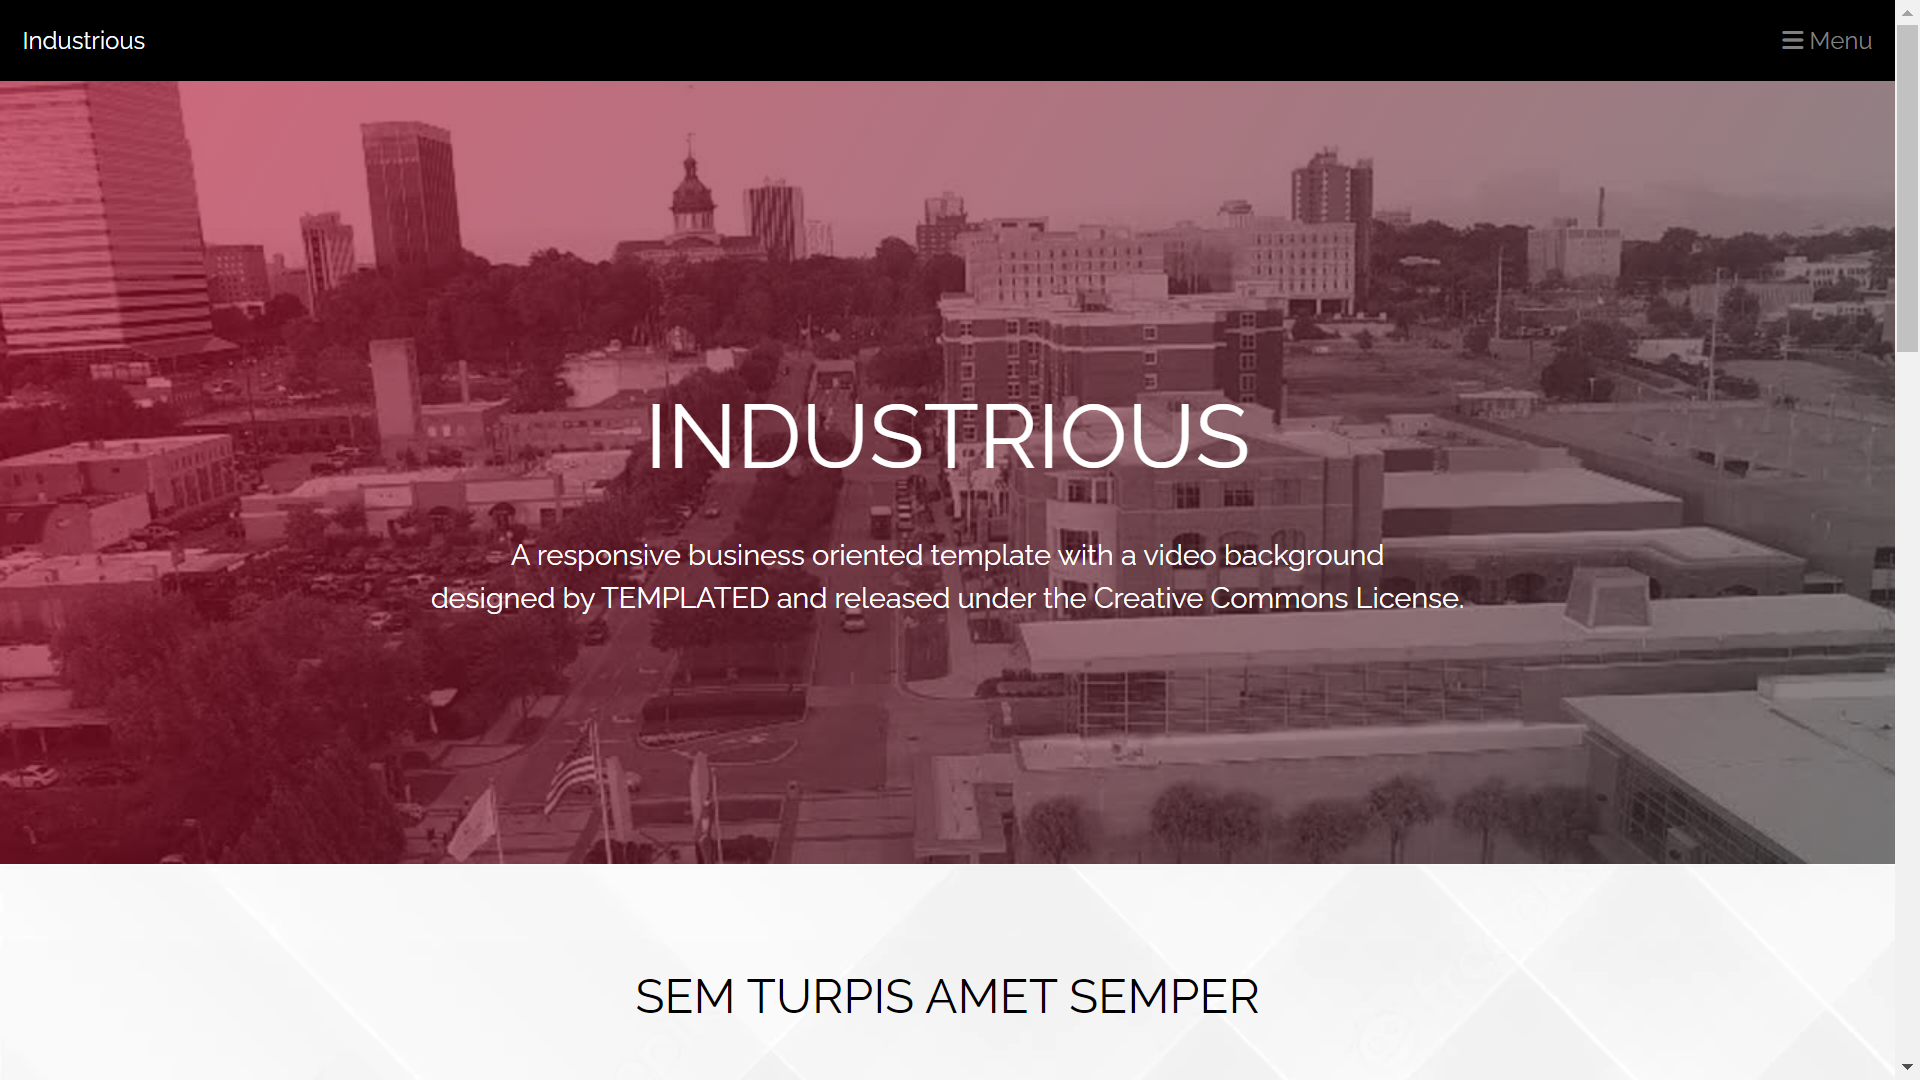 Industrious
Menu
INDUSTRIOUS
A responsive business oriented template with a video background
designed by TEMPLATED and released under the Creative Commons License.
SEM TURPIS AMET SEMPER